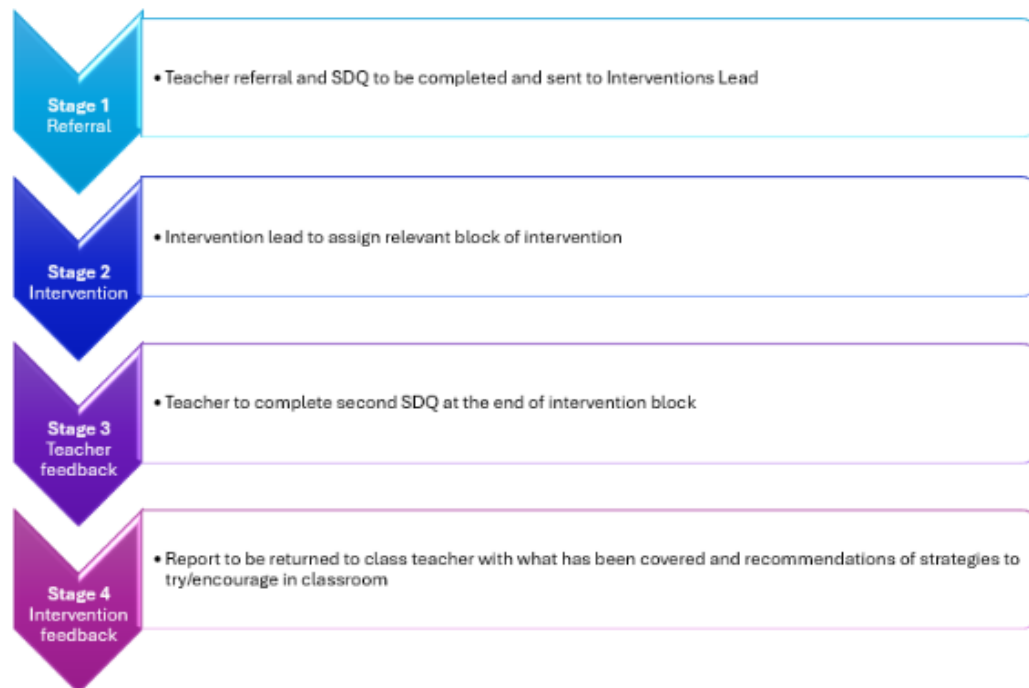 Stage 1
Referral
• Teacher referral and SDQ to be completed and sent to Interventions Lead
Stage 2
Intervention
• Intervention lead to assign relevant block of intervention
Stage 3
Teacher
feedback
• Teacher to complete second SDQ at the end of intervention block
Stage 4
Intervention
feedback
• Report to be returned to class teacher with what has been covered and recommendations of strategies to
try/encourage in classroom